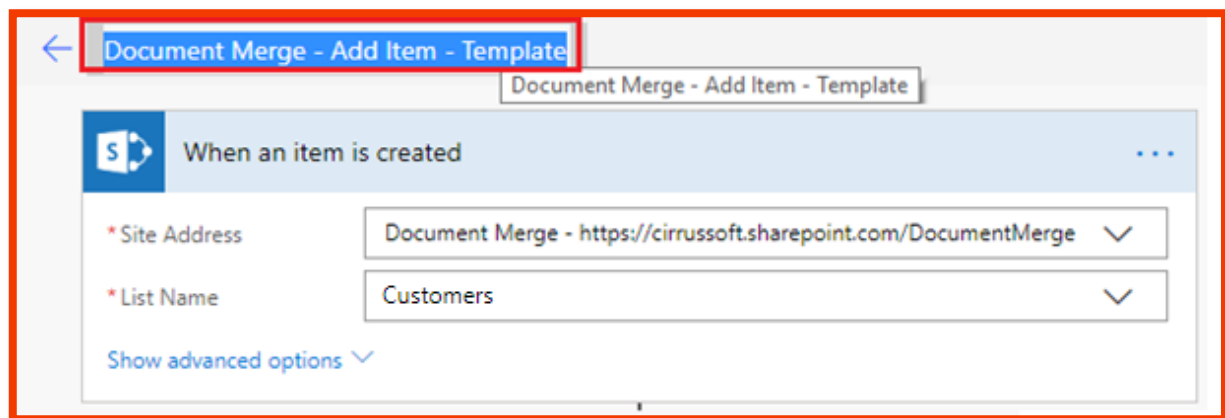 Document Merge - Add Item - Template
Document Merge - Add Item - Template
S
When an item is created
...
* Site Address
Document Merge - https://cirrussoft.sharepoint.com/DocumentMerge
* List Name
Customers
Show advanced options